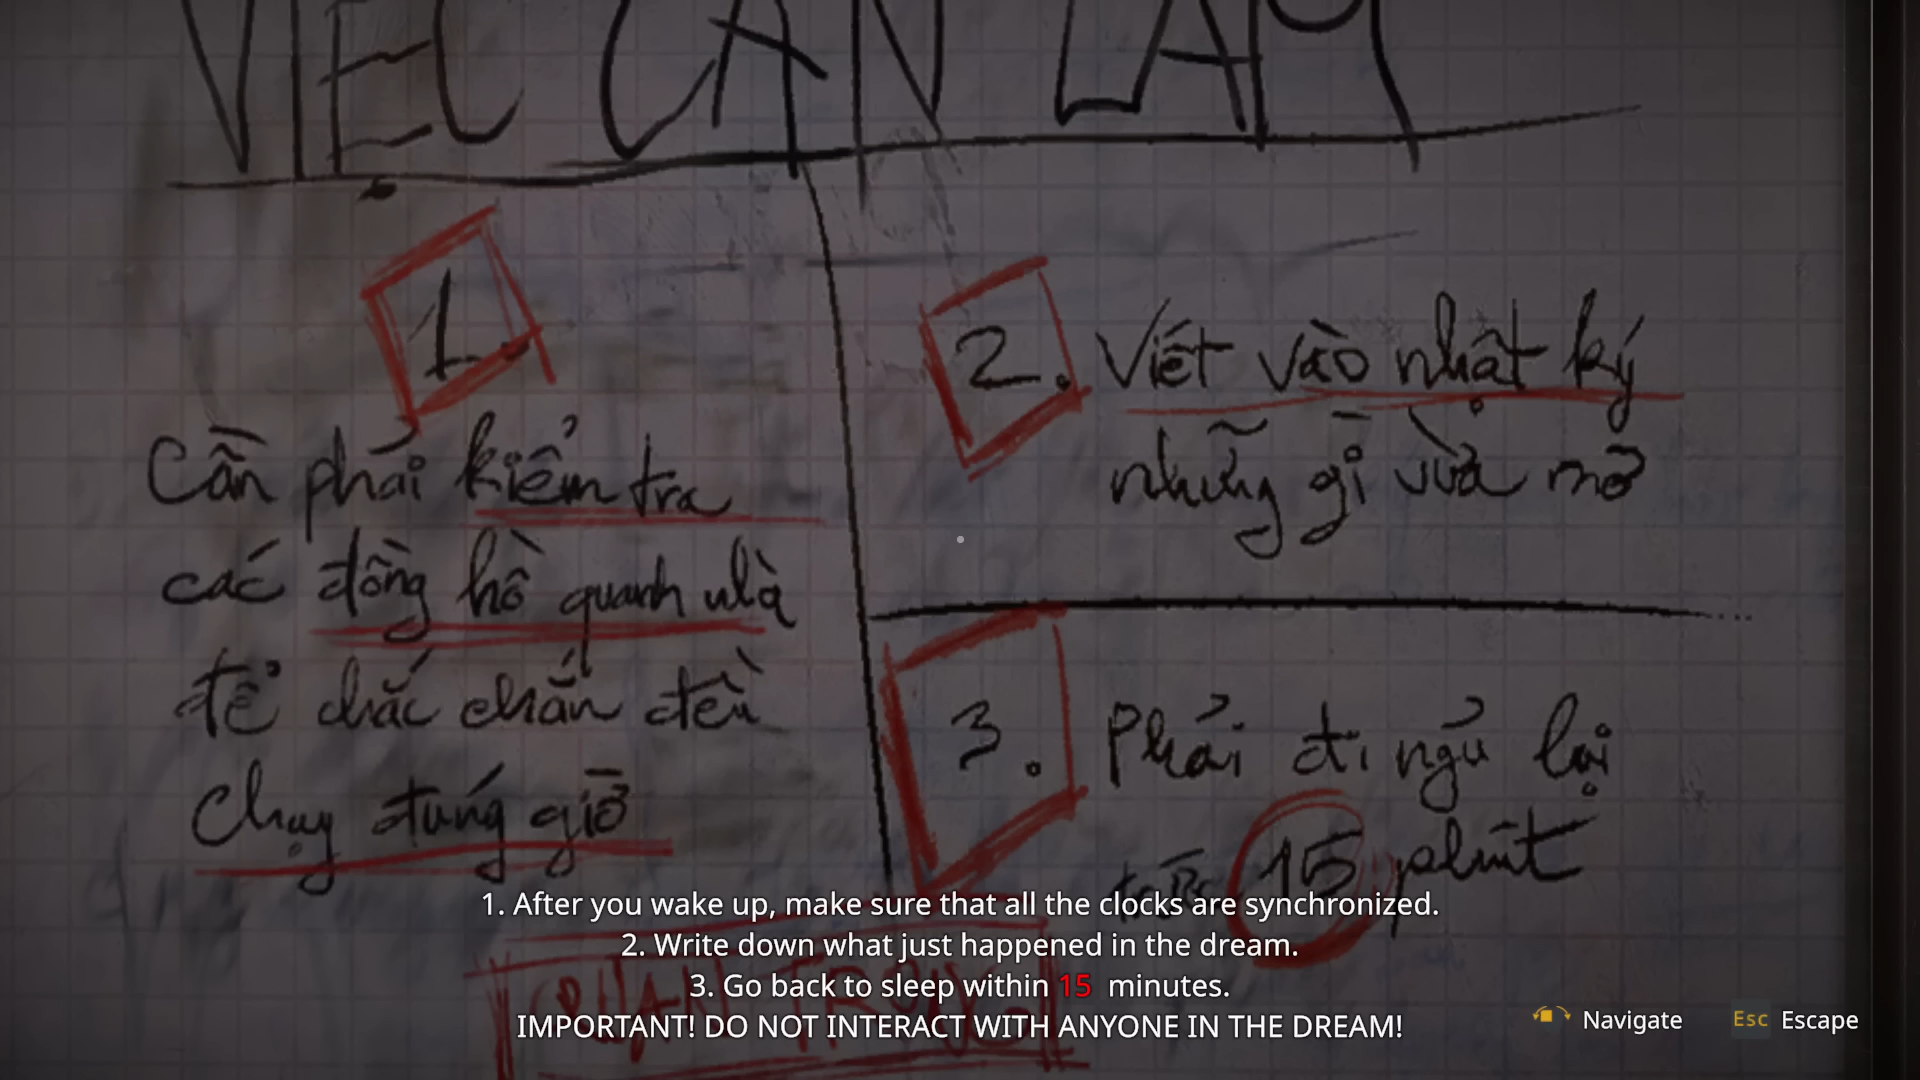 VIỆC CẦN LÀM
1.
Cần phải kiểm tra
các đồng hồ quanh nhà
để chắc chắn đều
chạy đúng giờ
2. Viết vào nhật ký
những gì vừa mơ
3. Phải đi ngủ lại
15 phút
QUAN TRỌNG
1. After you wake up, make sure that all the clocks are synchronized.
2. Write down what just happened in the dream.
3. Go back to sleep within 15 minutes.
IMPORTANT! DO NOT INTERACT WITH ANYONE IN THE DREAM!
Navigate
Esc Escape